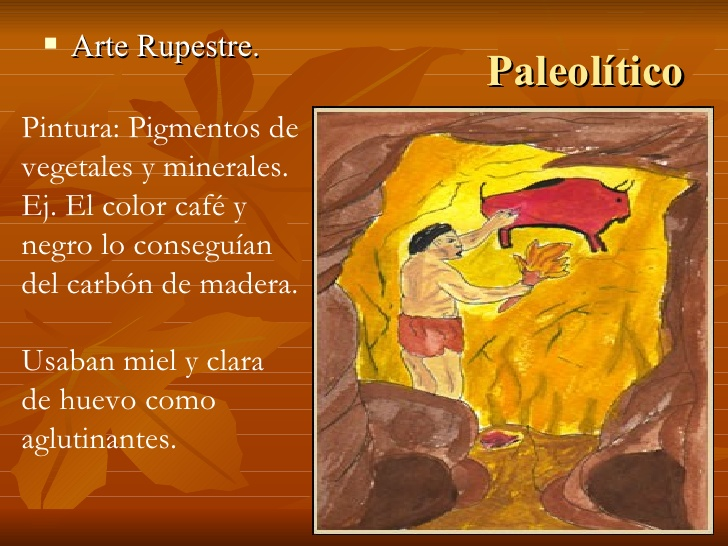 Arte Rupestre.
Paleolítico
Pintura: Pigmentos de
vegetales y minerales.
Ej. El color café y
negro lo conseguían
del carbón de madera.
Usaban miel y clara
de huevo como
aglutinantes.